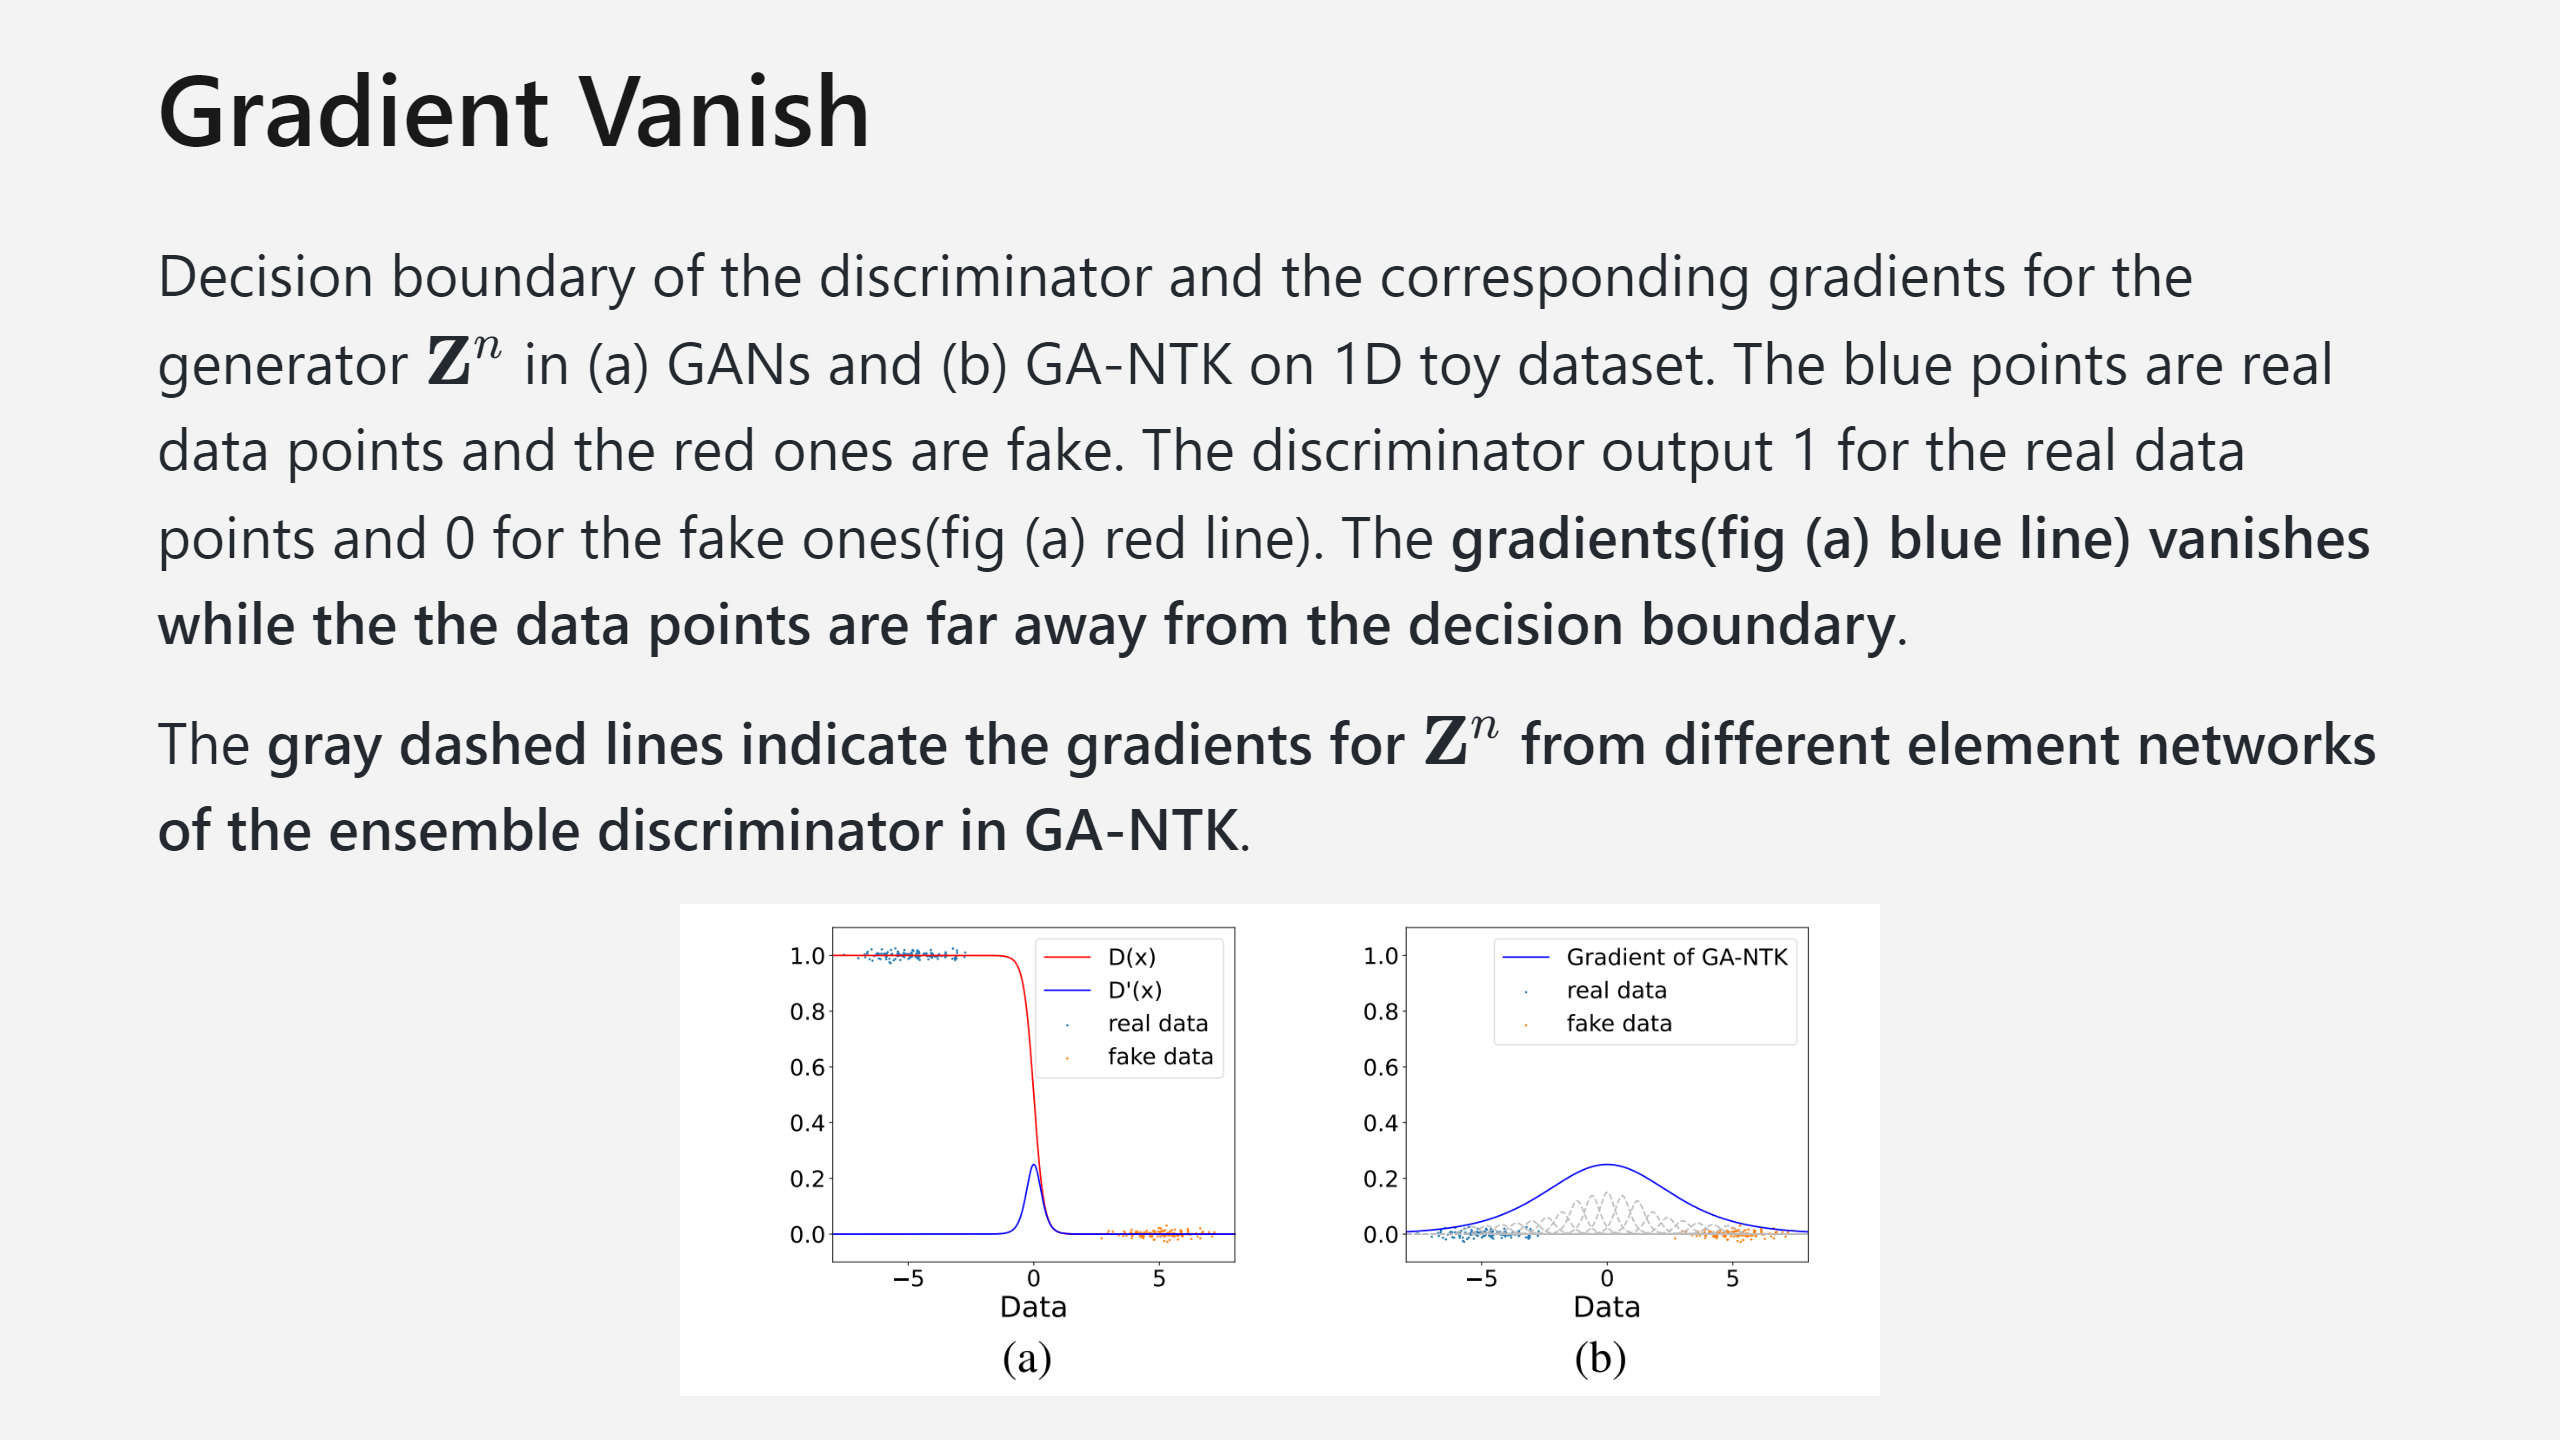 Gradient Vanish
Decision boundary of the discriminator and the corresponding gradients for the
generator Zⁿ in (a) GANs and (b) GA-NTK on 1D toy dataset. The blue points are real
data points and the red ones are fake. The discriminator output 1 for the real data
points and 0 for the fake ones(fig (a) red line). The gradients(fig (a) blue line) vanishes
while the the data points are far away from the decision boundary.
The gray dashed lines indicate the gradients for Zⁿ from different element networks
of the ensemble discriminator in GA-NTK.
1.0
0.8
0.6
0.4
0.2
0.0
D(x)
D'(x)
real data
fake data
−5 0 5
Data
(a)
1.0
0.8
0.6
0.4
0.2
0.0
Gradient of GA-NTK
real data
fake data
−5 0 5
Data
(b)